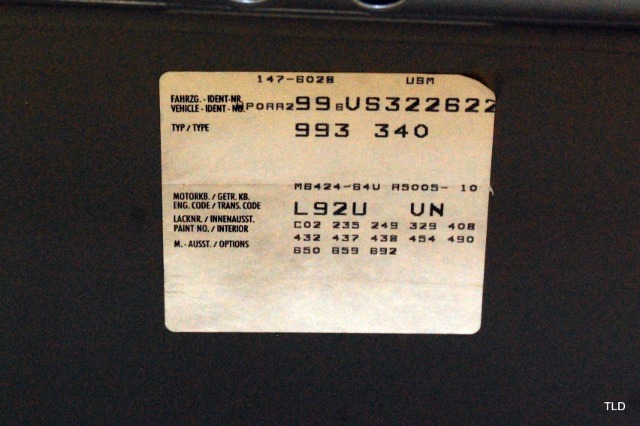 147-6028 USM
FAHRZG. - IDENT-NR.
VEHICLE - IDENT - NO. POAA299sVS322622
TYP / TYPE 993 340
M6424-64U A5005- 10
MOTORKB. / GETR. KB.
ENG. CODE / TRANS. CODE
L92U UN
LACKNR. / INNENAUSST.
PAINT NO. / INTERIOR
C02 235 249 329 408
432 437 438 454 490
M. - AUSST. / OPTIONS
650 659 692
TLD